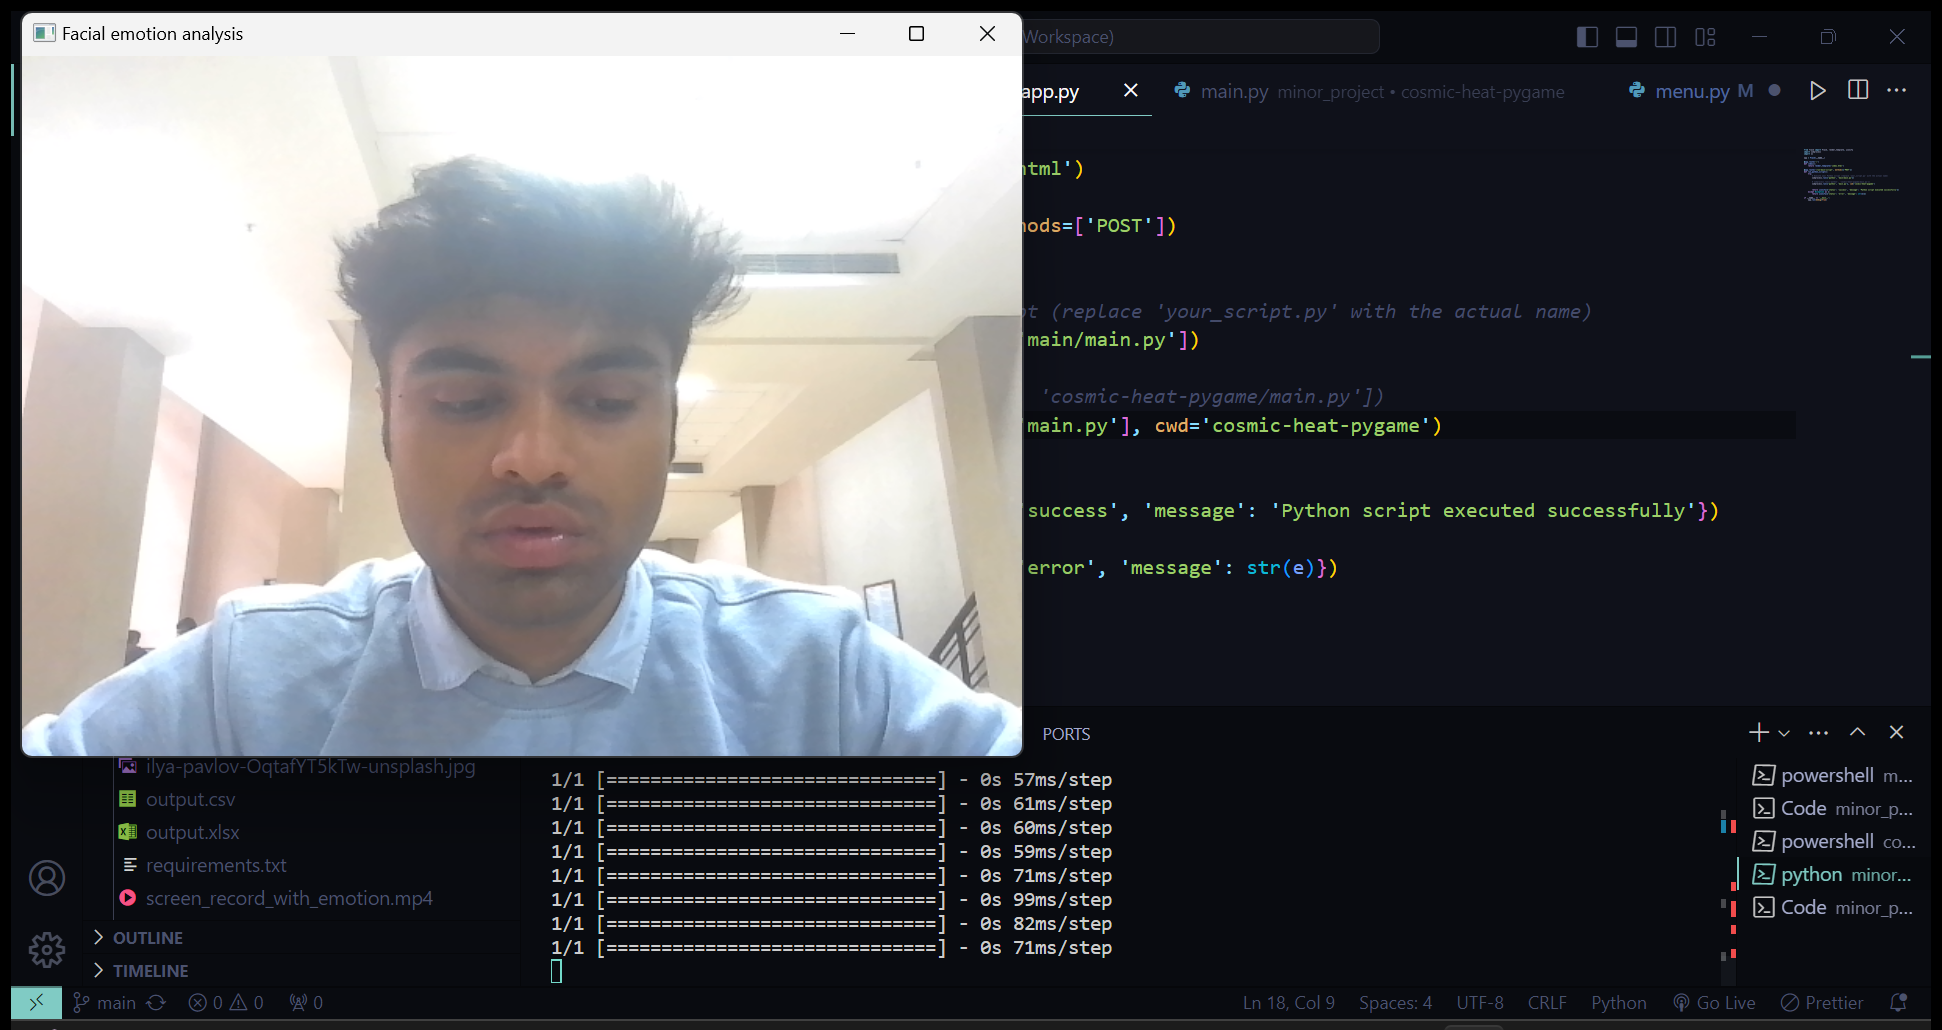 Facial emotion analysis
Workspace)
app.py
main.py minor_project • cosmic-heat-pygame
menu.py M
tml')
ods=['POST'])
pt (replace 'your_script.py' with the actual name)
'main/main.py'])
'cosmic-heat-pygame/main.py'])
main.py'], cwd='cosmic-heat-pygame')
success', 'message': 'Python script executed successfully'})
error', 'message': str(e)})
PORTS
ilya-pavlov-OqtafYT5kTw-unsplash.jpg
output.csv
output.xlsx
requirements.txt
screen_record_with_emotion.mp4
OUTLINE
TIMELINE
1/1 [==============================] - 0s 57ms/step
1/1 [==============================] - 0s 61ms/step
1/1 [==============================] - 0s 60ms/step
1/1 [==============================] - 0s 59ms/step
1/1 [==============================] - 0s 71ms/step
1/1 [==============================] - 0s 99ms/step
1/1 [==============================] - 0s 82ms/step
1/1 [==============================] - 0s 71ms/step
powershell m...
Code minor_p...
powershell co...
python minor...
Code minor_p...
main
0 0
0
Ln 18, Col 9
Spaces: 4
UTF-8
CRLF
Python
Go Live
Prettier